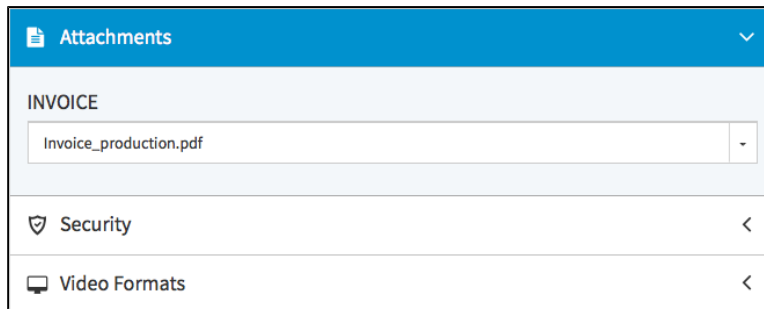 Attachments
INVOICE
Invoice_production.pdf
Security
Video Formats